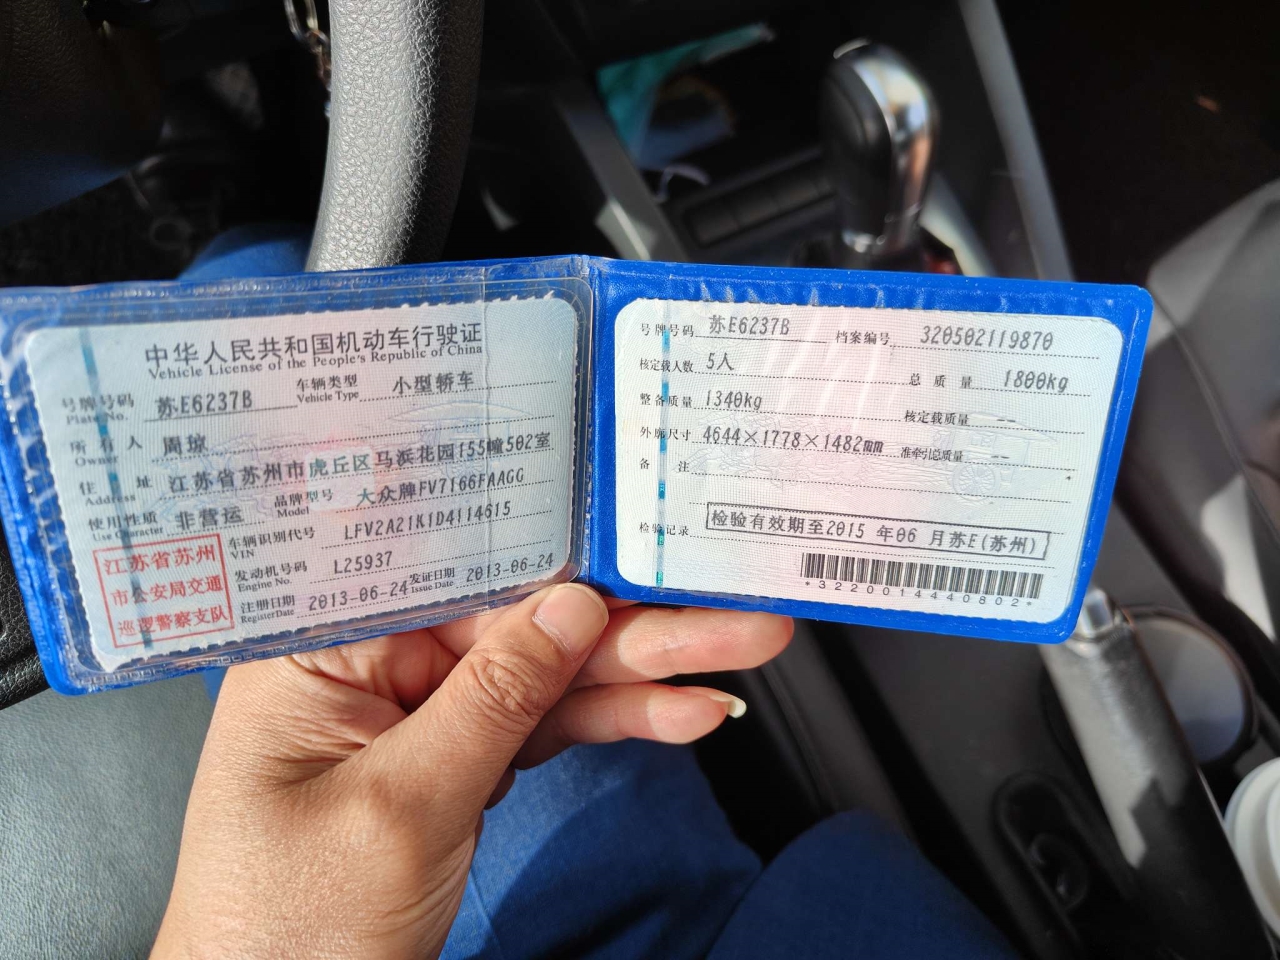 中华人民共和国机动车行驶证
Vehicle License of the People's Republic of China
号牌号码 苏E6237B 车辆类型 小型轿车
Plate No. Vehicle Type
所有人 周琼
Owner
住址 江苏省苏州市虎丘区马浜花园155幢502室
Address
使用性质 非营运 品牌型号 大众牌FV7166FAAGG
Use Character Model
江苏省苏州
市公安局交通
巡逻警察支队
车辆识别代号 LFV2A21K1D4114615
VIN
发动机号码 L25937
Engine No.
注册日期 2013-06-24 发证日期 2013-06-24
Register Date Issue Date
号牌号码 苏E6237B 档案编号 320502119870
核定载人数 5人 总质量 1800kg
整备质量 1340kg 核定载质量 --
外廓尺寸 4644×1778×1482mm 准牵引总质量 --
备注
检验记录 检验有效期至2015 年06 月苏E(苏州)
*3220014440802*